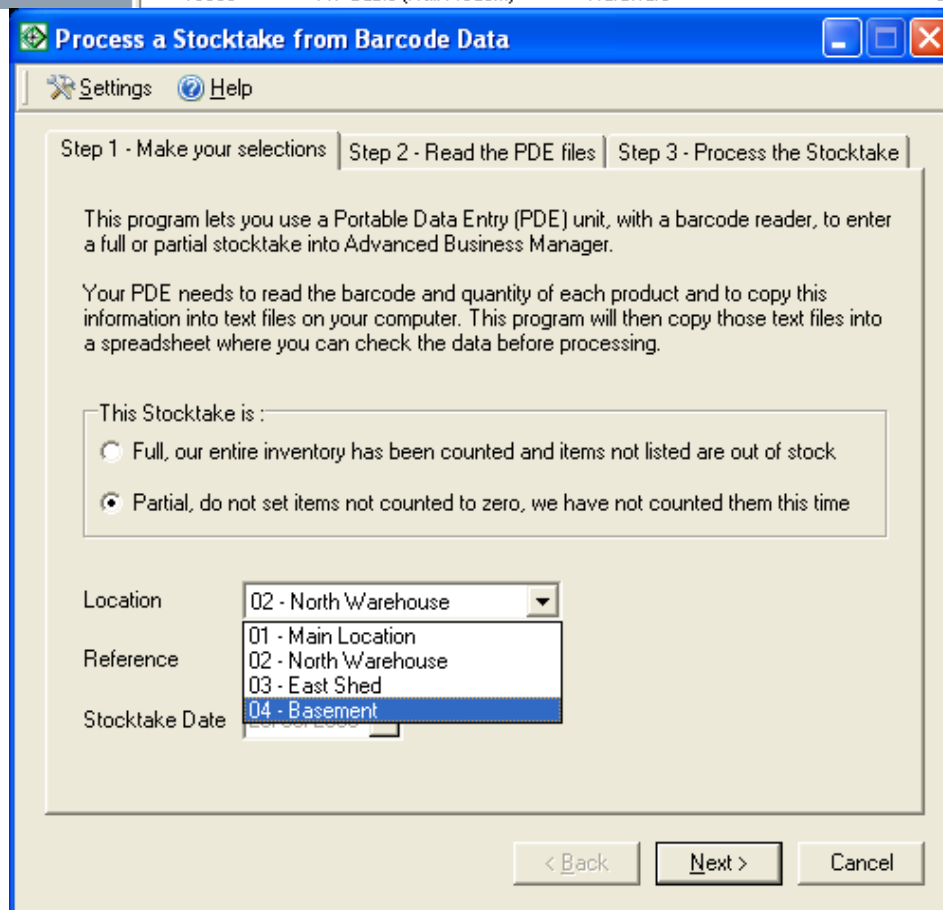 Process a Stocktake from Barcode Data
Settings Help
Step 1 - Make your selections Step 2 - Read the PDE files Step 3 - Process the Stocktake
This program lets you use a Portable Data Entry (PDE) unit, with a barcode reader, to enter
a full or partial stocktake into Advanced Business Manager.
Your PDE needs to read the barcode and quantity of each product and to copy this
information into text files on your computer. This program will then copy those text files into
a spreadsheet where you can check the data before processing.
This Stocktake is :
Full, our entire inventory has been counted and items not listed are out of stock
Partial, do not set items not counted to zero, we have not counted them this time
Location 02 - North Warehouse
01 - Main Location
Reference 02 - North Warehouse
03 - East Shed
Stocktake Date 04 - Basement
< Back Next > Cancel